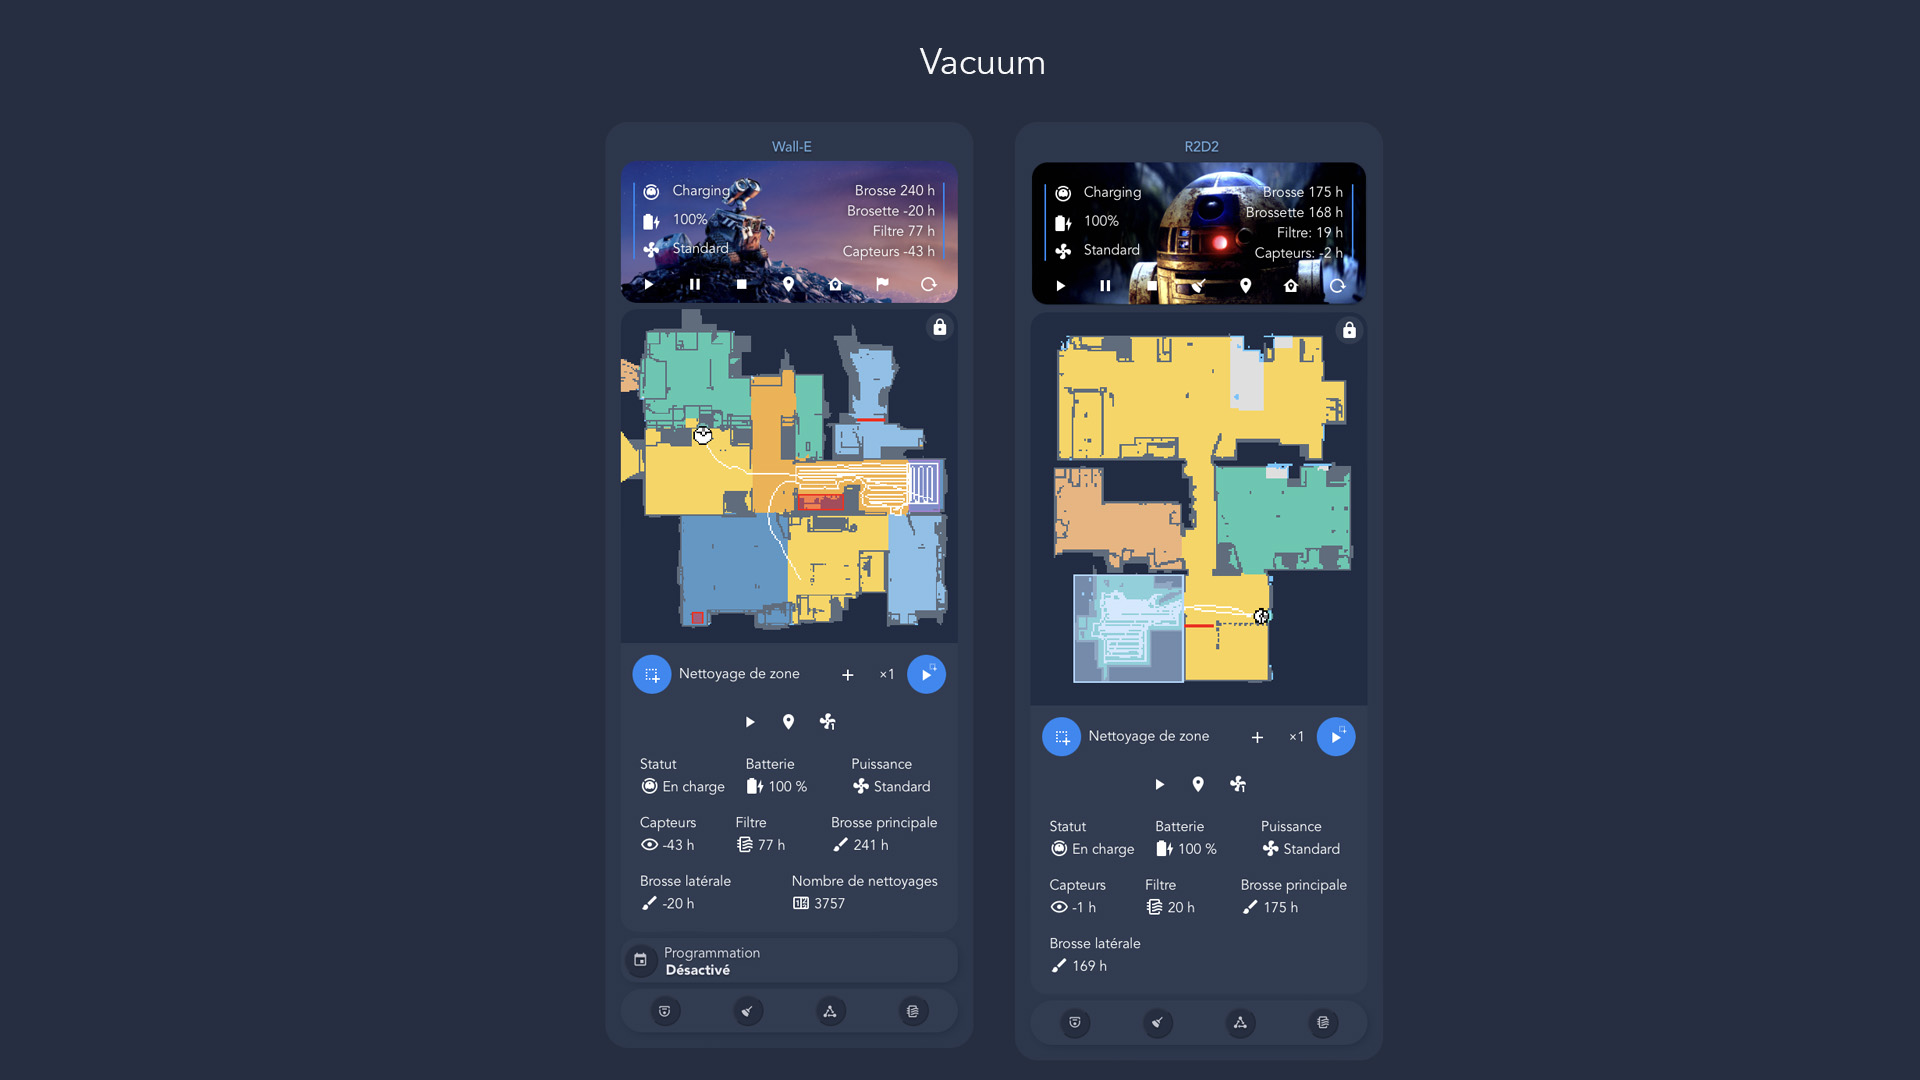 Vacuum
Wall-E
Charging
100%
Standard
Brosse 240 h
Brosette -20 h
Filtre 77 h
Capteurs -43 h
Nettoyage de zone
×1
Statut
En charge
Batterie
100 %
Puissance
Standard
Capteurs
-43 h
Filtre
77 h
Brosse principale
241 h
Brosse latérale
-20 h
Nombre de nettoyages
3757
Programmation
Désactivé
R2D2
Charging
100%
Standard
Brosse 175 h
Brossette 168 h
Filtre: 19 h
Capteurs: -2 h
Nettoyage de zone
×1
Statut
En charge
Batterie
100 %
Puissance
Standard
Capteurs
-1 h
Filtre
20 h
Brosse principale
175 h
Brosse latérale
169 h